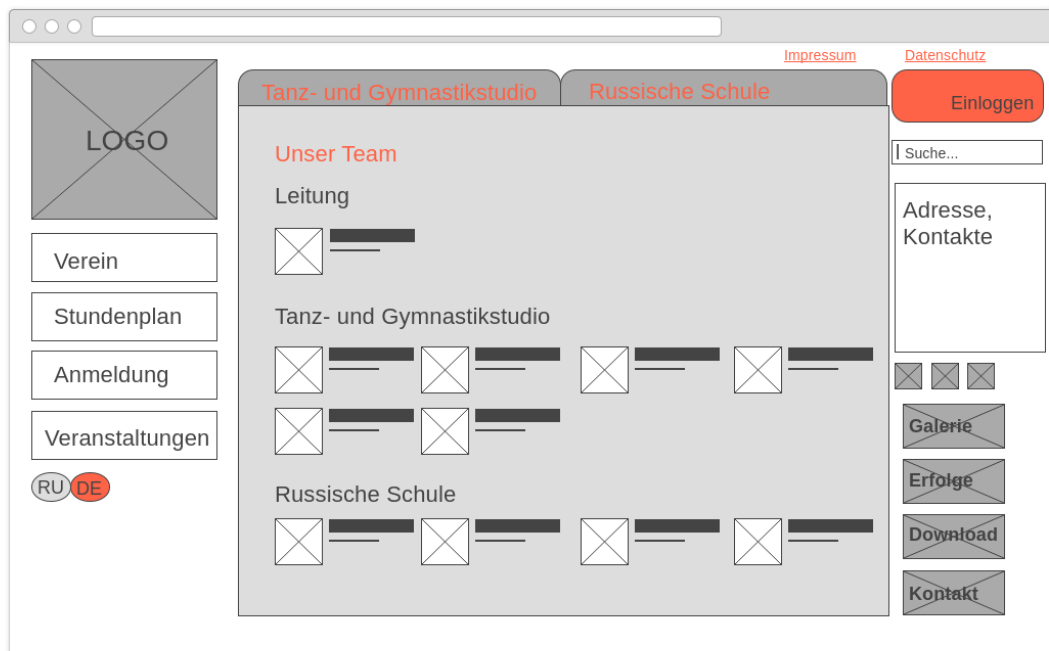 Impressum
Datenschutz
LOGO
Tanz- und Gymnastikstudio
Russische Schule
Einloggen
Suche...
Unser Team
Leitung
Adresse,
Kontakte
Verein
Stundenplan
Anmeldung
Veranstaltungen
RU
DE
Tanz- und Gymnastikstudio
Russische Schule
Galerie
Erfolge
Download
Kontakt